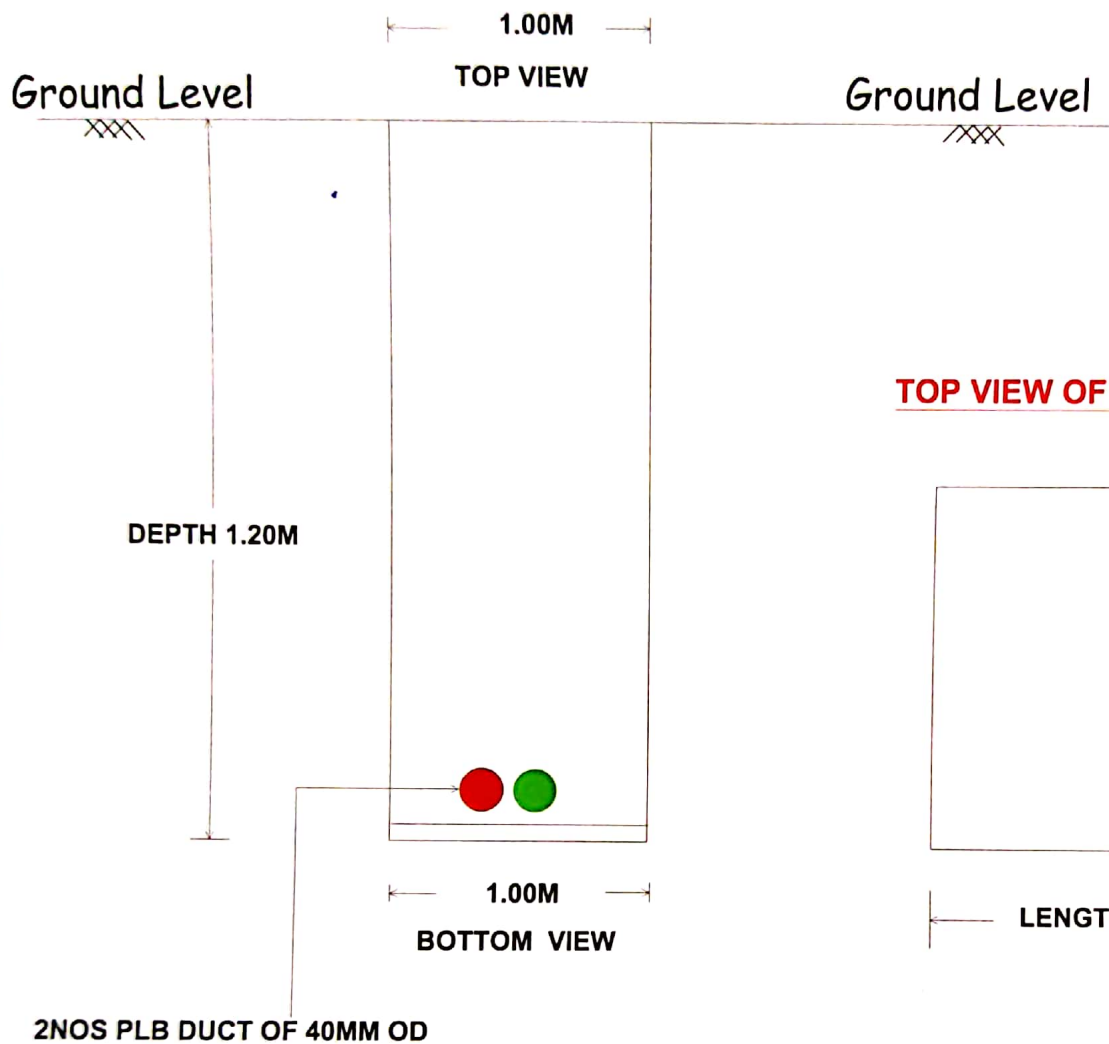 1.00M
TOP VIEW
Ground Level
Ground Level
TOP VIEW OF
DEPTH 1.20M
1.00M
BOTTOM VIEW
LENGT
2NOS PLB DUCT OF 40MM OD